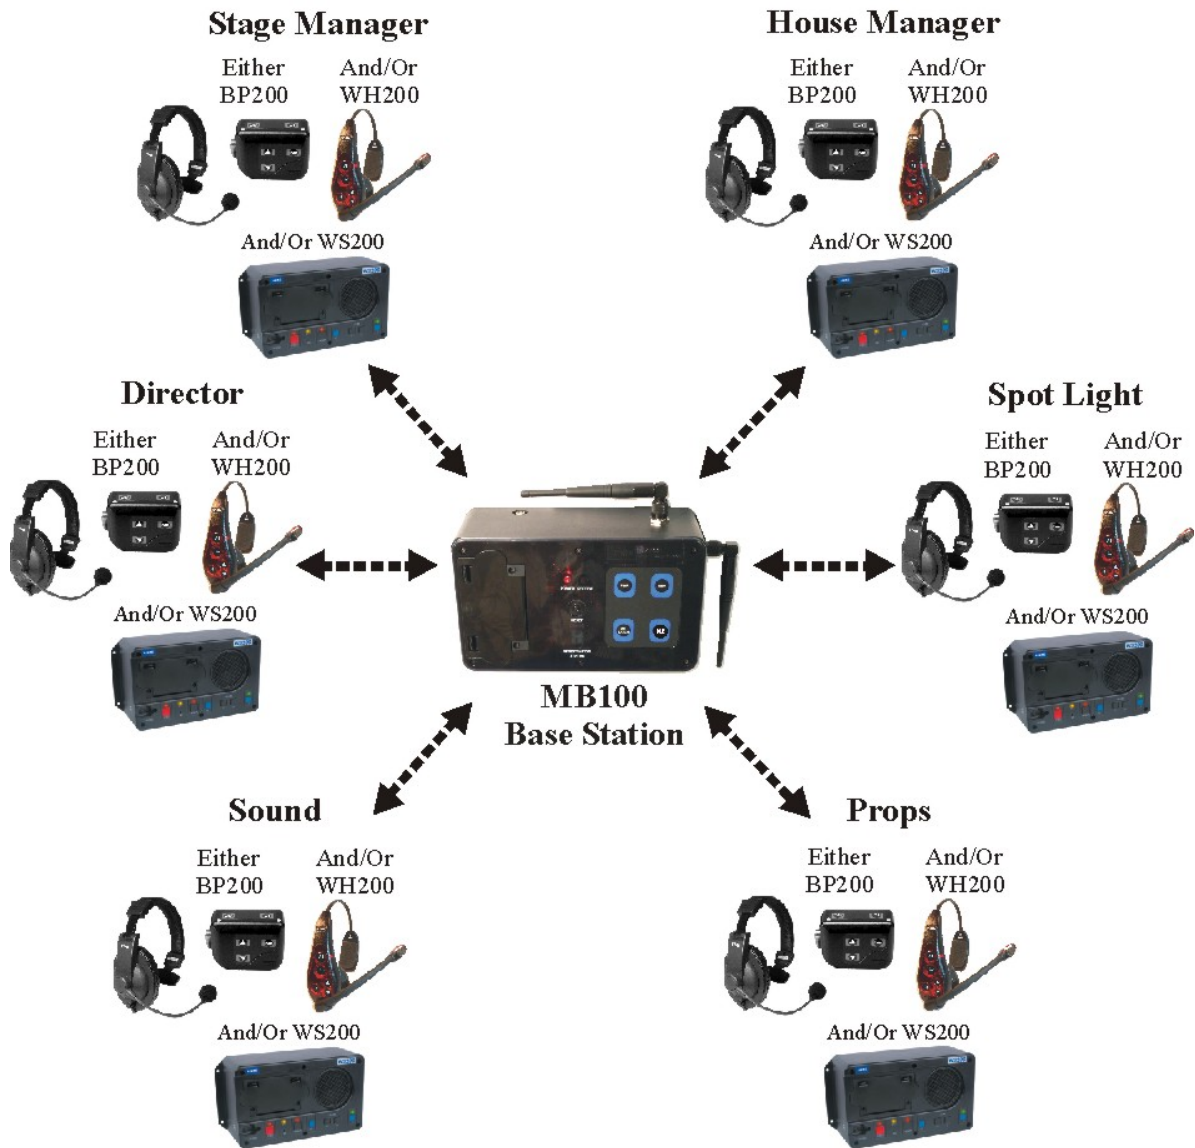 Stage Manager
House Manager
Either And/Or
BP200 WH200
Either And/Or
BP200 WH200
And/Or WS200
And/Or WS200
Director
Spot Light
Either And/Or
BP200 WH200
Either And/Or
BP200 WH200
And/Or WS200
And/Or WS200
MB100
Base Station
Sound
Props
Either And/Or
BP200 WH200
Either And/Or
BP200 WH200
And/Or WS200
And/Or WS200